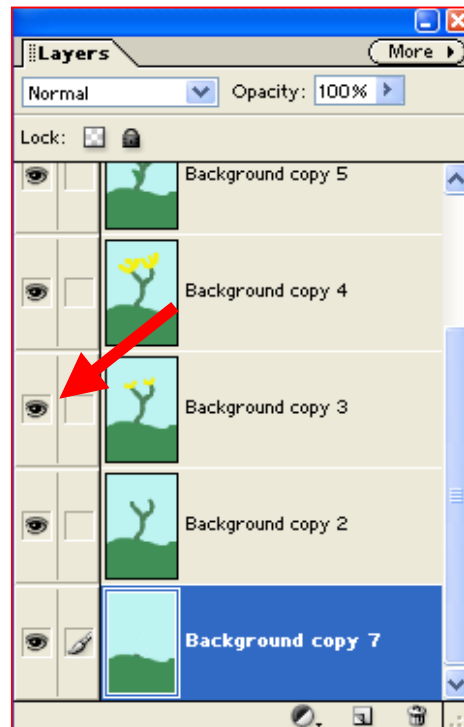 Layers
More
Normal
Opacity: 100%
Lock:
Background copy 5
Background copy 4
Background copy 3
Background copy 2
Background copy 7